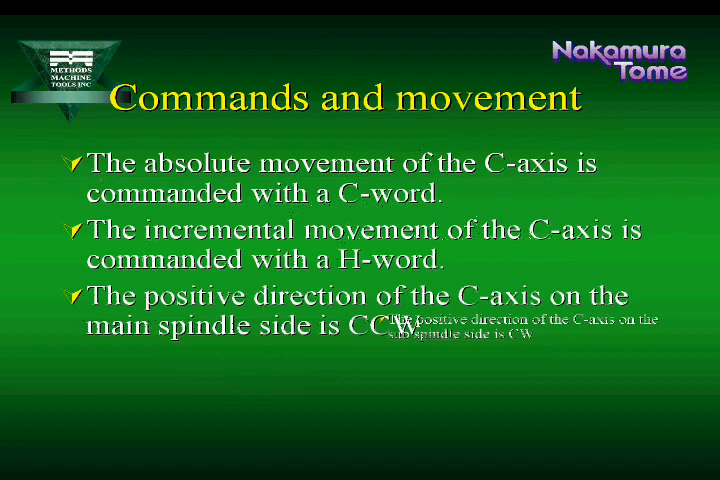 METHODS
MACHINE
TOOLS INC
Nakamura
Tome
Commands and movement
The absolute movement of the C-axis is
commanded with a C-word.
The incremental movement of the C-axis is
commanded with a H-word.
The positive direction of the C-axis on the
main spindle side is CCW
The positive direction of the C-axis on the
sub spindle side is CW